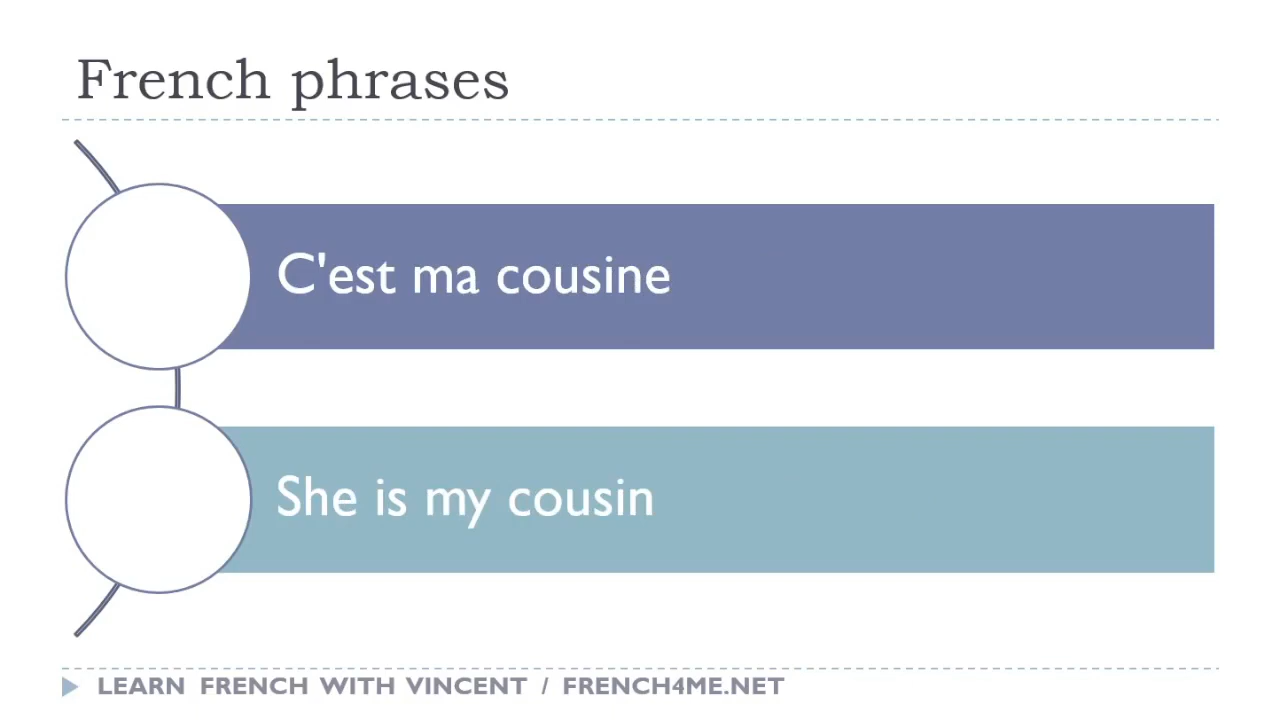 French phrases
C'est ma cousine
She is my cousin
LEARN FRENCH WITH VINCENT / FRENCH4ME.NET